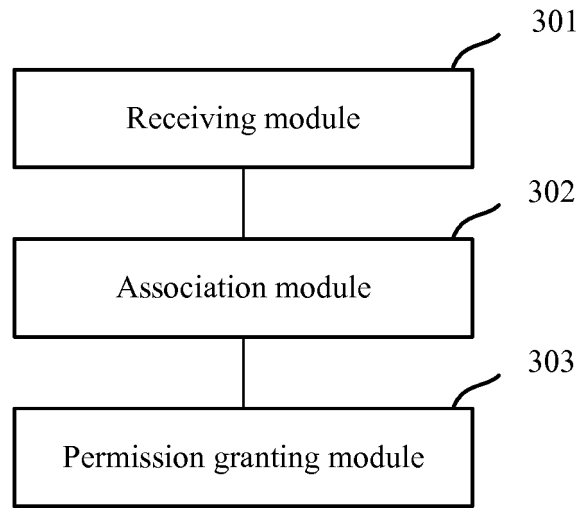 301
Receiving module
302
Association module
303
Permission granting module